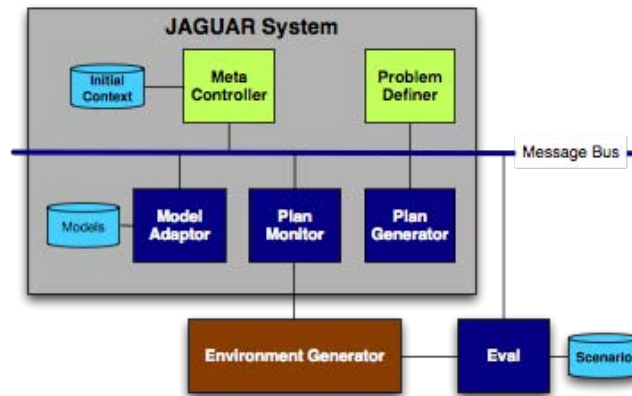 JAGUAR System
Initial
Context
Meta
Controller
Problem
Definer
Message Bus
Models
Model
Adaptor
Plan
Monitor
Plan
Generator
Environment Generator
Eval
Scenario